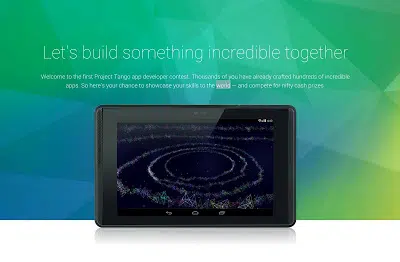 Let's build something incredible together
Welcome to the first Project Tango app developer contest. Thousands of you have already crafted hundreds of incredible
apps. So here's your chance to showcase your skills to the world — and compete for nifty cash prizes